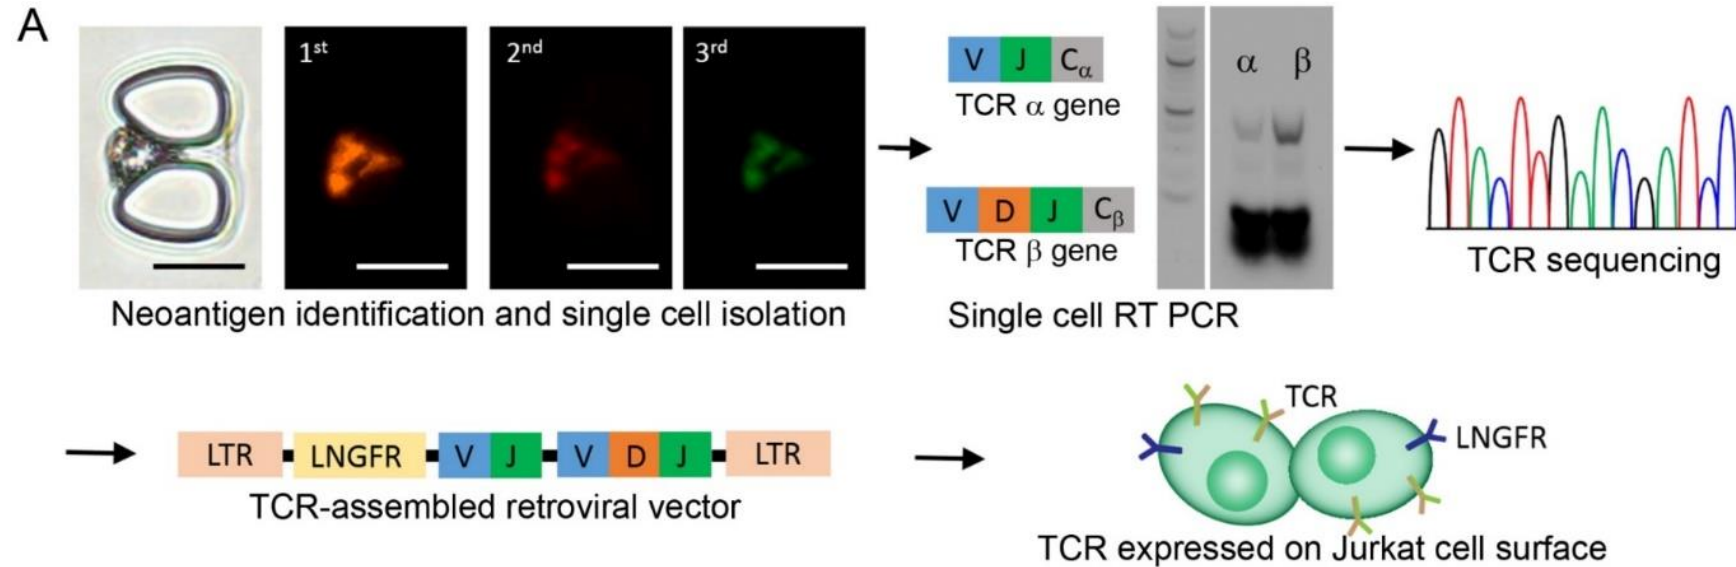 A
1st
2nd
3rd
Neoantigen identification and single cell isolation
V J Cα
TCR α gene
V D J Cβ
TCR β gene
α β
Single cell RT PCR
TCR sequencing
LTR LNGFR V J V D J LTR
TCR-assembled retroviral vector
TCR
LNGFR
TCR expressed on Jurkat cell surface